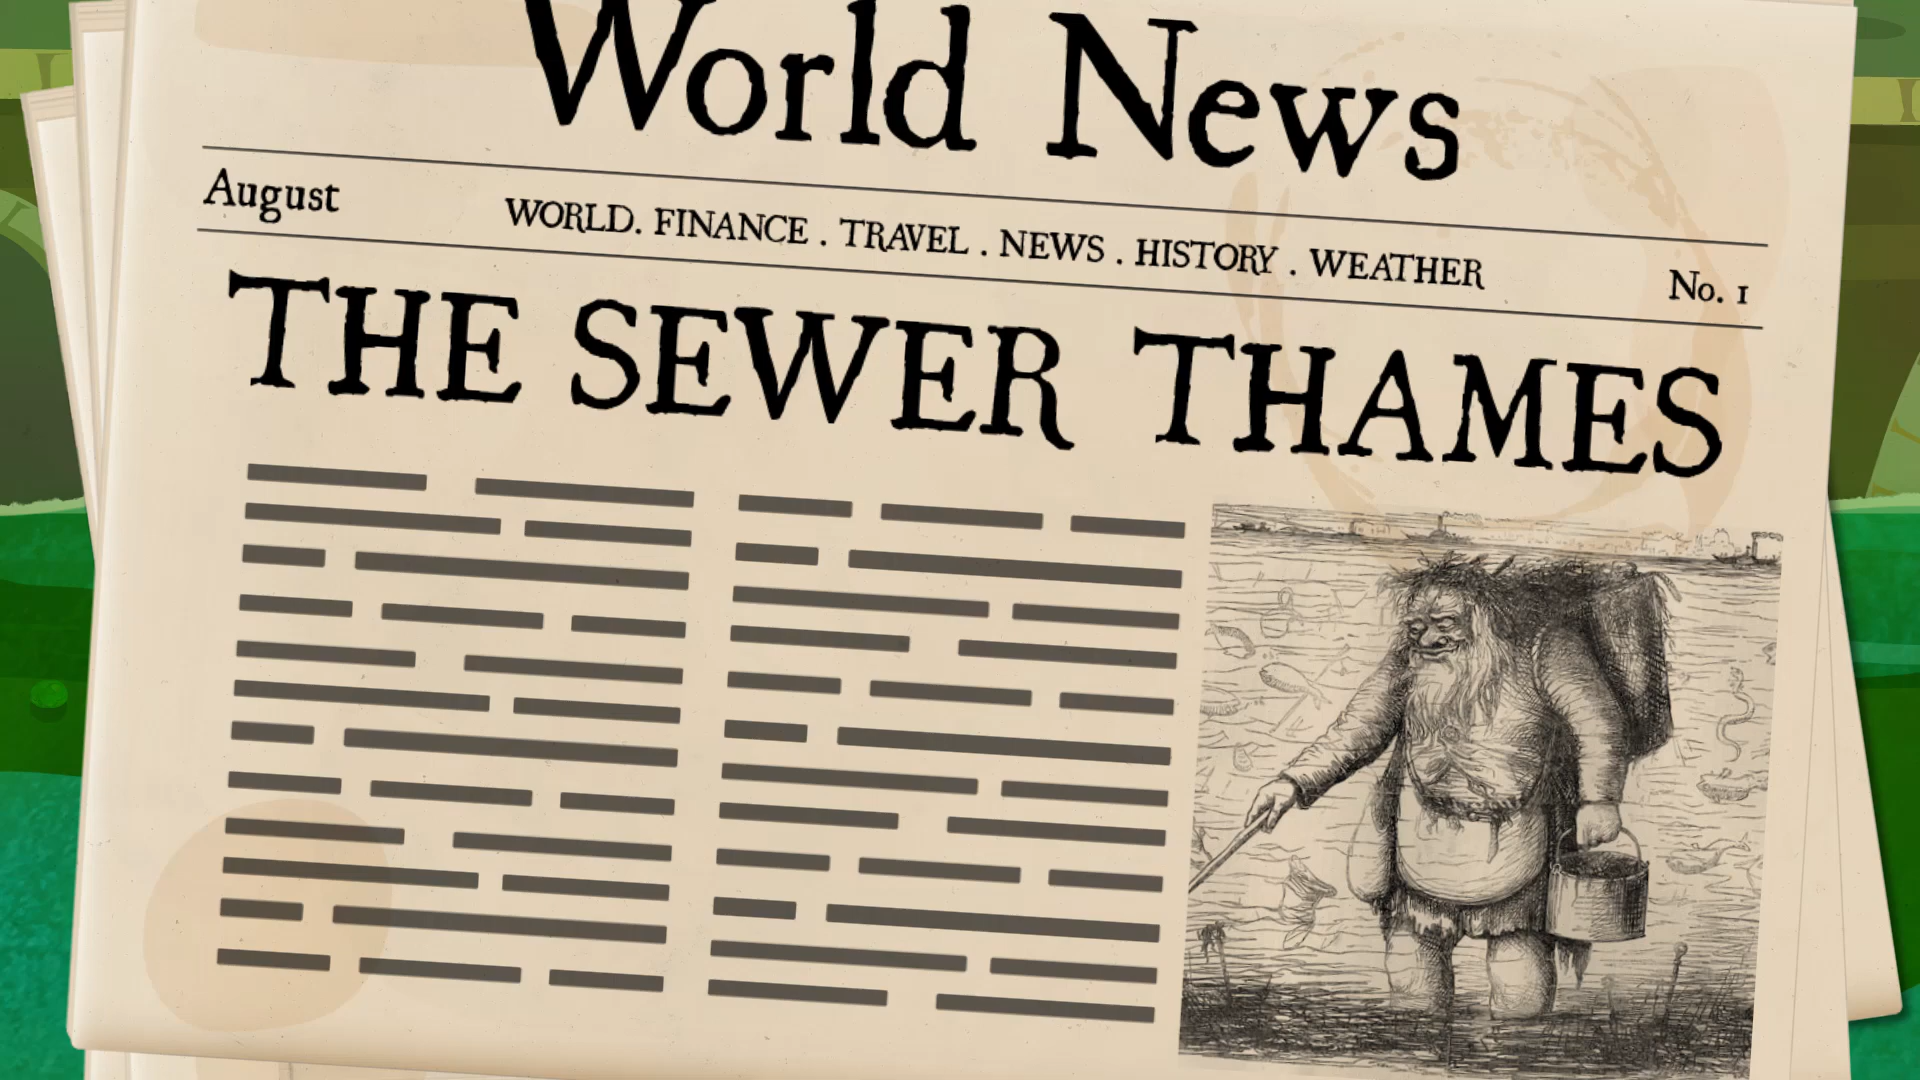 World News
August
WORLD. FINANCE . TRAVEL . NEWS . HISTORY . WEATHER
No. 1
THE SEWER THAMES